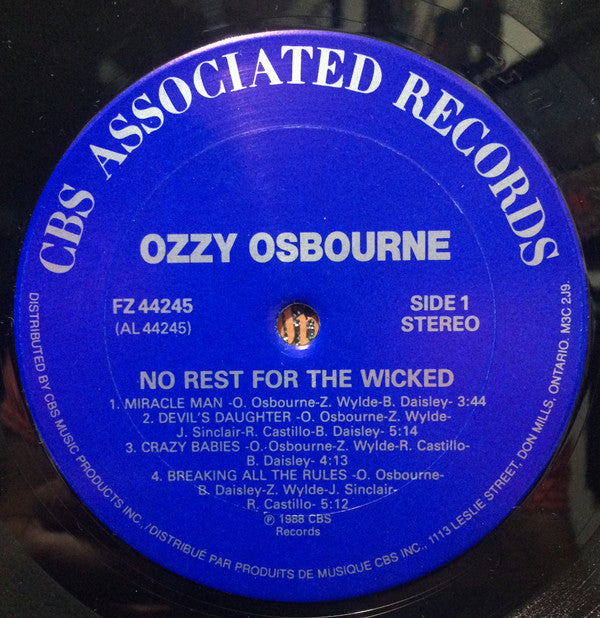 CBS ASSOCIATED RECORDS
OZZY OSBOURNE
FZ 44245
(AL 44245)
SIDE 1
STEREO
NO REST FOR THE WICKED
1. MIRACLE MAN -O. Osbourne-Z. Wylde-B. Daisley- 3:44
2. DEVIL'S DAUGHTER -O. Osbourne-Z. Wylde-
J. Sinclair-R. Castillo-B. Daisley- 5:14
3. CRAZY BABIES -O. Osbourne-Z. Wylde-R. Castillo-
B. Daisley- 4:13
4. BREAKING ALL THE RULES -O. Osbourne-
B. Daisley-Z. Wylde-J. Sinclair-
R. Castillo- 5:12
℗ 1988 CBS
Records
DISTRIBUTED BY CBS MUSIC PRODUCTS INC./DISTRIBUÉ PAR PRODUITS DE MUSIQUE CBS INC., 1113 LESLIE STREET, DON MILLS, ONTARIO. M3C 2J9.